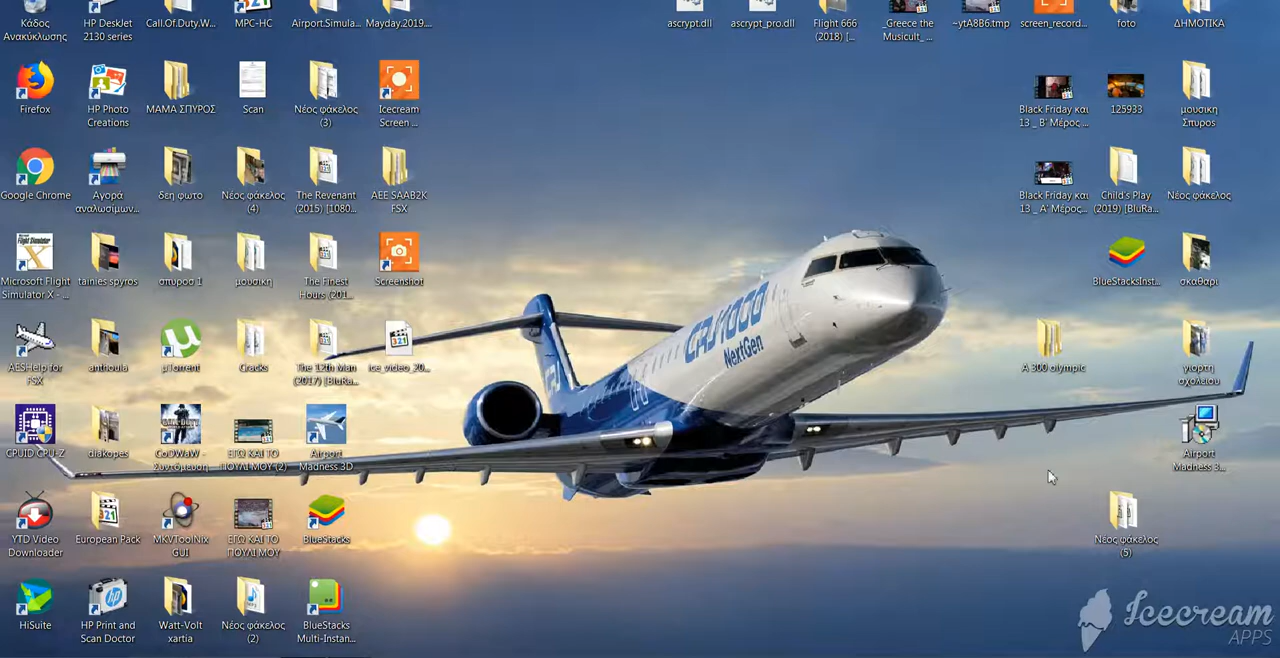 Κάδος
Ανακύκλωσης
HP DeskJet
2130 series
Call.Of.Duty.W...
MPC-HC
Airport.Simula...
Mayday.2019....
ascrypt.dll
ascrypt_pro.dll
Flight 666
(2018) [...
_Greece the
Musicult_ ...
~ytA8B6.tmp
screen_record...
foto
ΔΗΜΟΤΙΚΑ
Firefox
HP Photo
Creations
ΜΑΜΑ ΣΠΥΡΟΣ
Scan
Νέος φάκελος
(3)
Icecream
Screen ...
Black Friday και
13 _ Β' Μέρος ...
125933
μουσικη
Σπυρος
Google Chrome
Αγορά
αναλωσίμων...
δεη φωτο
Νέος φάκελος
(4)
The Revenant
(2015) [1080...
AEE SAAB2K
FSX
Black Friday και
13 _ Α' Μέρος...
Child's Play
(2019) [BluRa...
Νέος φάκελος
Microsoft Flight
Simulator X - ...
tainies spyros
σπυροσ 1
μουσικη
The Finest
Hours (201...
Screenshot
BlueStacksInst...
σκαθαρι
AESHelp for
FSX
anthoula
μTorrent
Cracks
The 12th Man
(2017) [BluRa...
ice_video_20...
A 300 olympic
γιορτη
σχολειου
CRJ1000
NextGen
CPUID CPU-Z
diakopes
CoDWaW -
Συντόμευση
ΕΓΩ ΚΑΙ ΤΟ
ΠΟΥΛΙ ΜΟΥ (2)
Airport
Madness 3D
Airport
Madness 3...
YTD Video
Downloader
European Pack
MKVToolNix
GUI
ΕΓΩ ΚΑΙ ΤΟ
ΠΟΥΛΙ ΜΟΥ
BlueStacks
Νέος φάκελος
(5)
HiSuite
HP Print and
Scan Doctor
Watt-Volt
xartia
Νέος φάκελος
(2)
BlueStacks
Multi-Instan...
Icecream
APPS